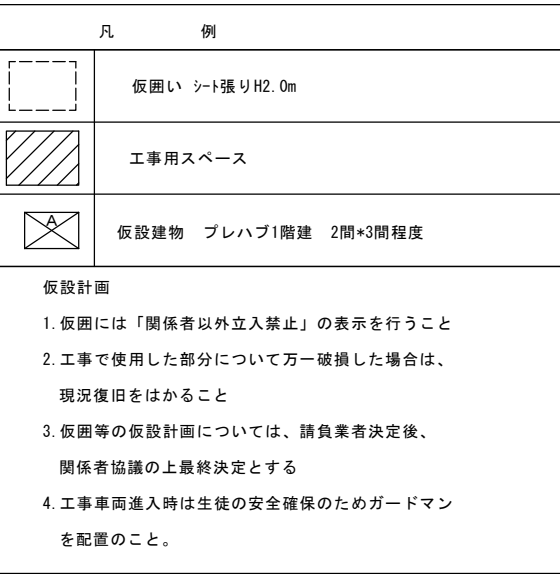 凡 例
仮囲い シート張りH2.0m
工事用スペース
A
仮設建物 プレハブ1階建 2間*3間程度
仮設計画
1.仮囲には「関係者以外立入禁止」の表示を行うこと
2.工事で使用した部分について万一破損した場合は、
現況復旧をはかること
3.仮囲等の仮設計画については、請負業者決定後、
関係者協議の上最終決定とする
4.工事車両進入時は生徒の安全確保のためガードマン
を配置のこと。